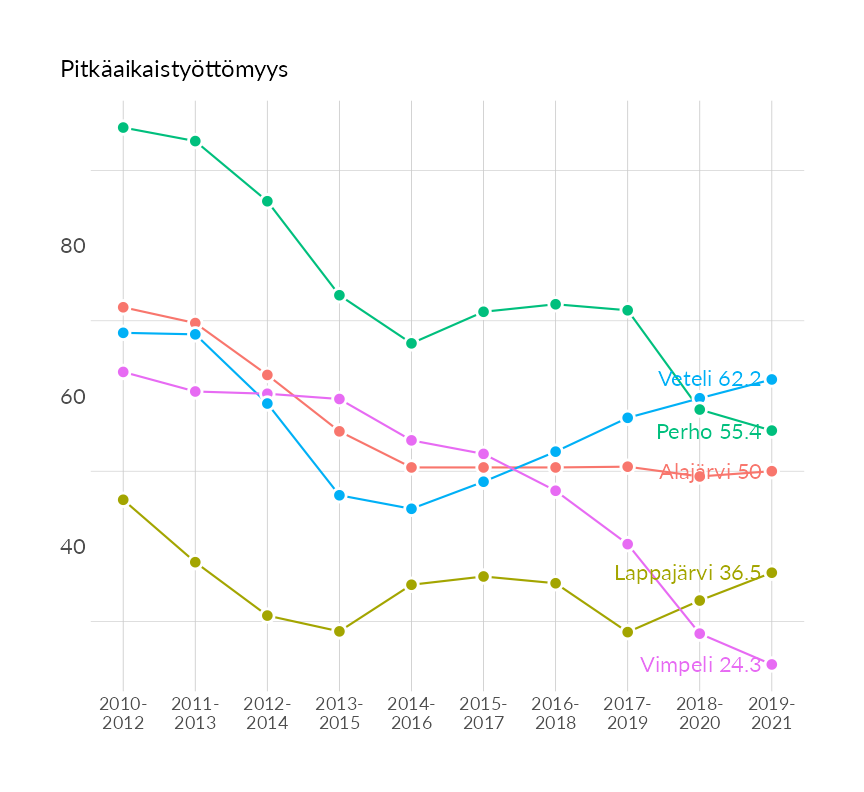 Pitkäaikaistyöttömyys
80
60
40
Veteli 62.2
Perho 55.4
Alajärvi 50
Lappajärvi 36.5
Vimpeli 24.3
2010- 2011- 2012- 2013- 2014- 2015- 2016- 2017- 2018- 2019-
2012 2013 2014 2015 2016 2017 2018 2019 2020 2021